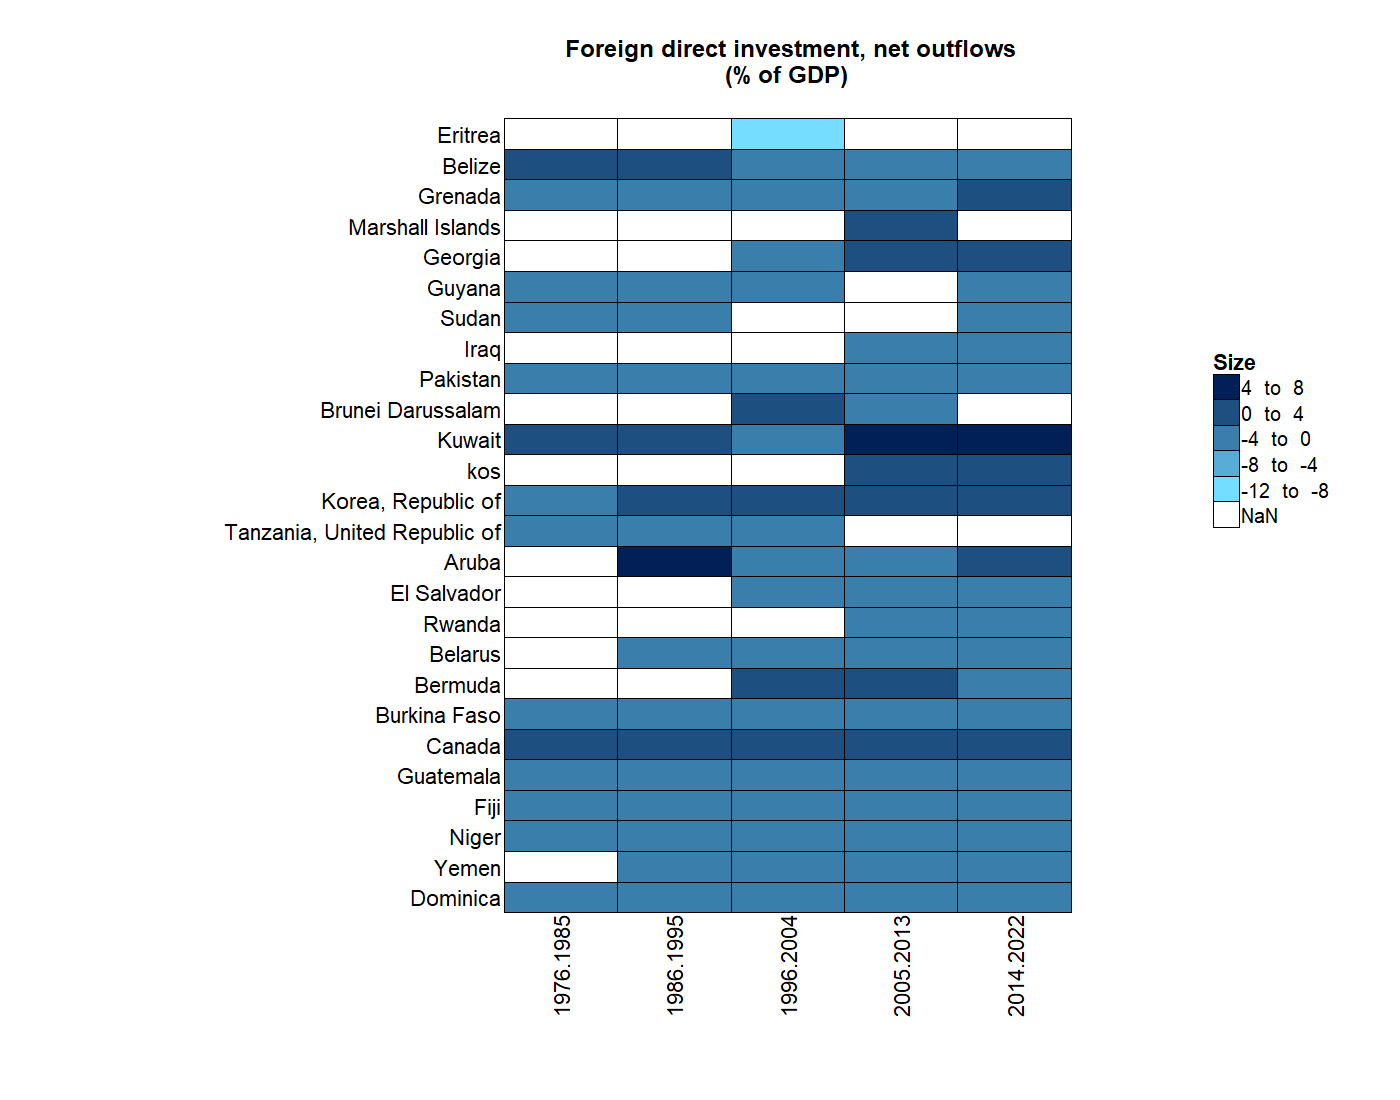 Foreign direct investment, net outflows
(% of GDP)
Eritrea
Belize
Grenada
Marshall Islands
Georgia
Guyana
Sudan
Iraq
Pakistan
Brunei Darussalam
Kuwait
kos
Korea, Republic of
Tanzania, United Republic of
Aruba
El Salvador
Rwanda
Belarus
Bermuda
Burkina Faso
Canada
Guatemala
Fiji
Niger
Yemen
Dominica
1976.1985
1986.1995
1996.2004
2005.2013
2014.2022
Size
4 to 8
0 to 4
-4 to 0
-8 to -4
-12 to -8
NaN